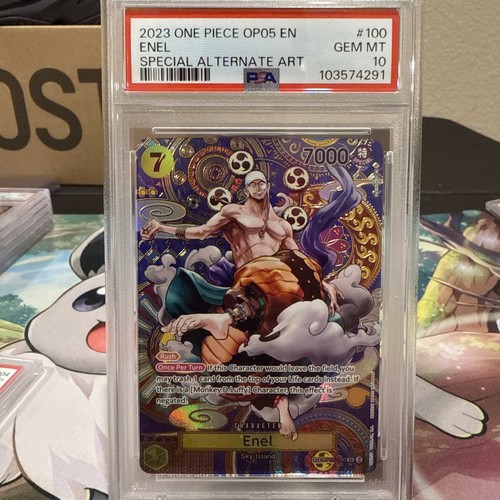 OST
2023 ONE PIECE OP05 EN #100
ENEL GEM MT
SPECIAL ALTERNATE ART 10
PSA 103574291
7 7000 特
Rush
Once Per Turn If this Character would leave the field, you
may trash 1 card from the top of your Life cards instead. If
there is a [Monkey.D.Luffy] Character, this effect is
negated.
CHARACTER
Enel
Sky Island